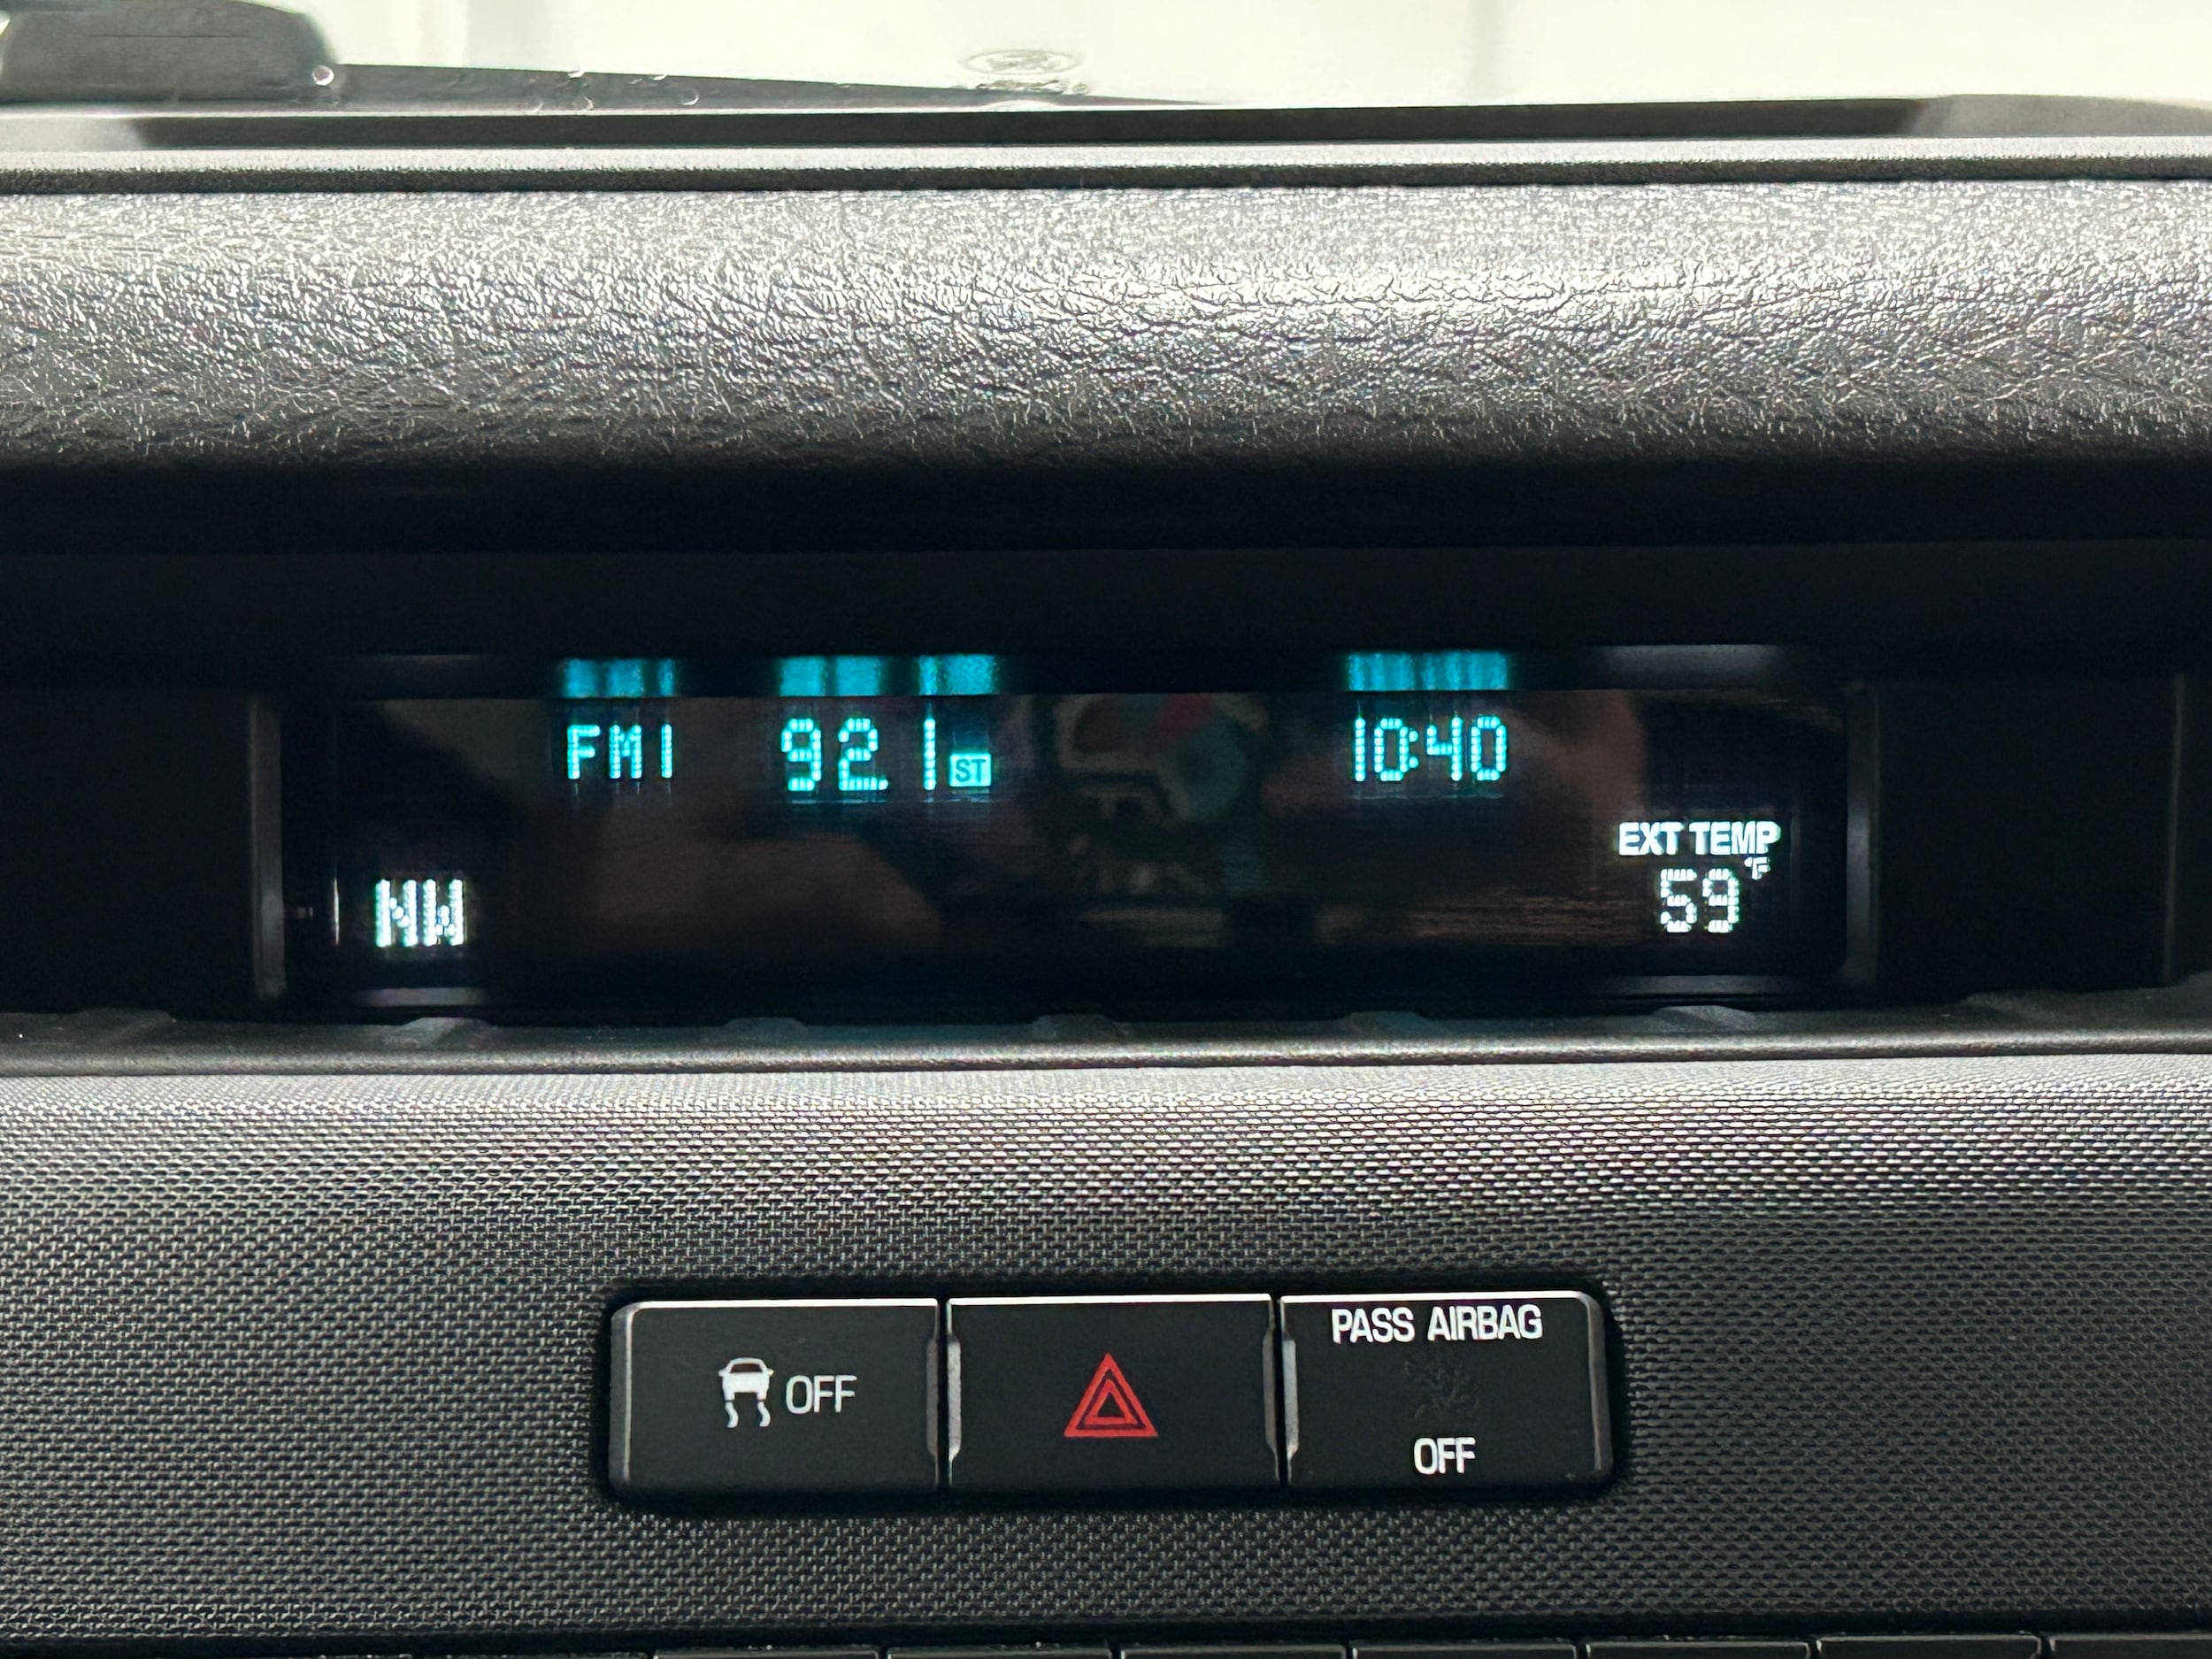 FM1 92.1 ST 10:40
EXT TEMP
NW 59°F
OFF
PASS AIRBAG
OFF